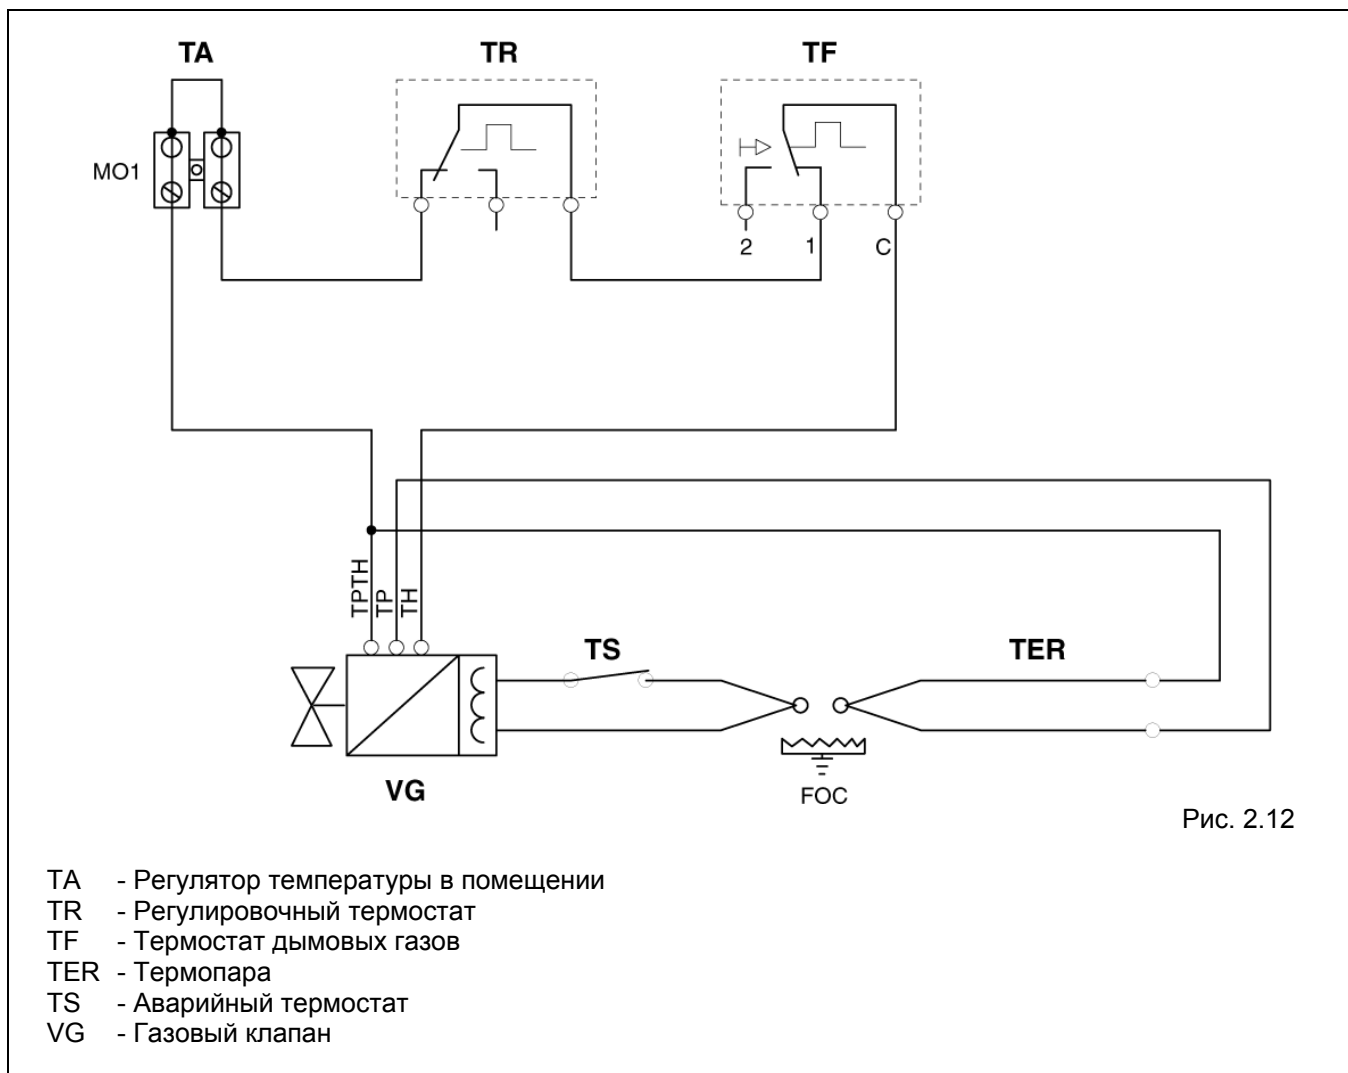 TA
TR
TF
MO1
2
1
C
TPTH
TP
TH
TS
TER
VG
FOC
Рис. 2.12
TA - Регулятор температуры в помещении
TR - Регулировочный термостат
TF - Термостат дымовых газов
TER - Термопара
TS - Аварийный термостат
VG - Газовый клапан